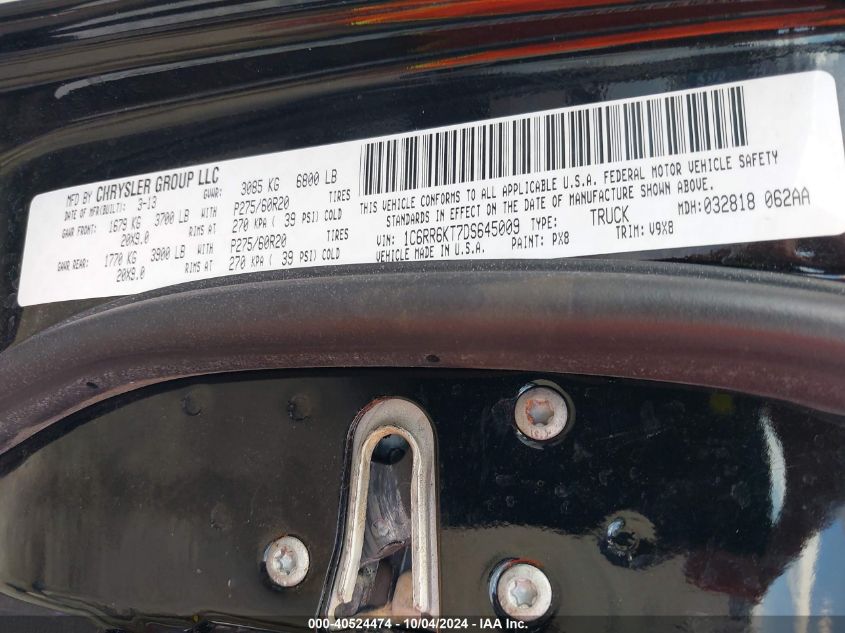 MFD BY CHRYSLER GROUP LLC
DATE OF MFR(BUILT): 3-13 GVWR: 3085 KG 6800 LB
GAWR FRONT: 1679 KG 3700 LB WITH P275/60R20 TIRES
20X9.0 RIMS AT 270 KPA ( 39 PSI) COLD
GAWR REAR: 1770 KG 3900 LB WITH P275/60R20 TIRES
20X9.0 RIMS AT 270 KPA ( 39 PSI) COLD
THIS VEHICLE CONFORMS TO ALL APPLICABLE U.S.A. FEDERAL MOTOR VEHICLE SAFETY
STANDARDS IN EFFECT ON THE DATE OF MANUFACTURE SHOWN ABOVE.
MDH:032818 062AA
VIN: 1C6RR6KT7DS645009 TYPE: TRUCK
VEHICLE MADE IN U.S.A. PAINT: PX8 TRIM: V9X8
000-40524474 - 10/04/2024 - IAA Inc.